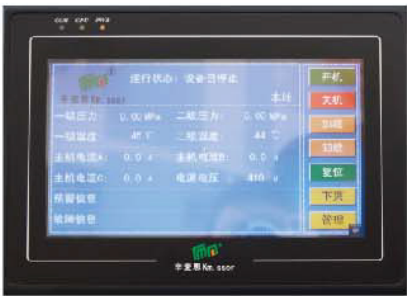 COM CPU PWR
运行状态: 设备已停止
本地
一级压力: 0.00 MPa 二级压力: 0.00 MPa
一级温度: 45 ℃ 二级温度: 44 ℃
主机电流A: 0.0 A 主机电流B: 0.0 A
主机电流C: 0.0 A 电源电压: 410 V
预警信息
故障信息
开机
关机
加载
卸载
复位
下页
管理